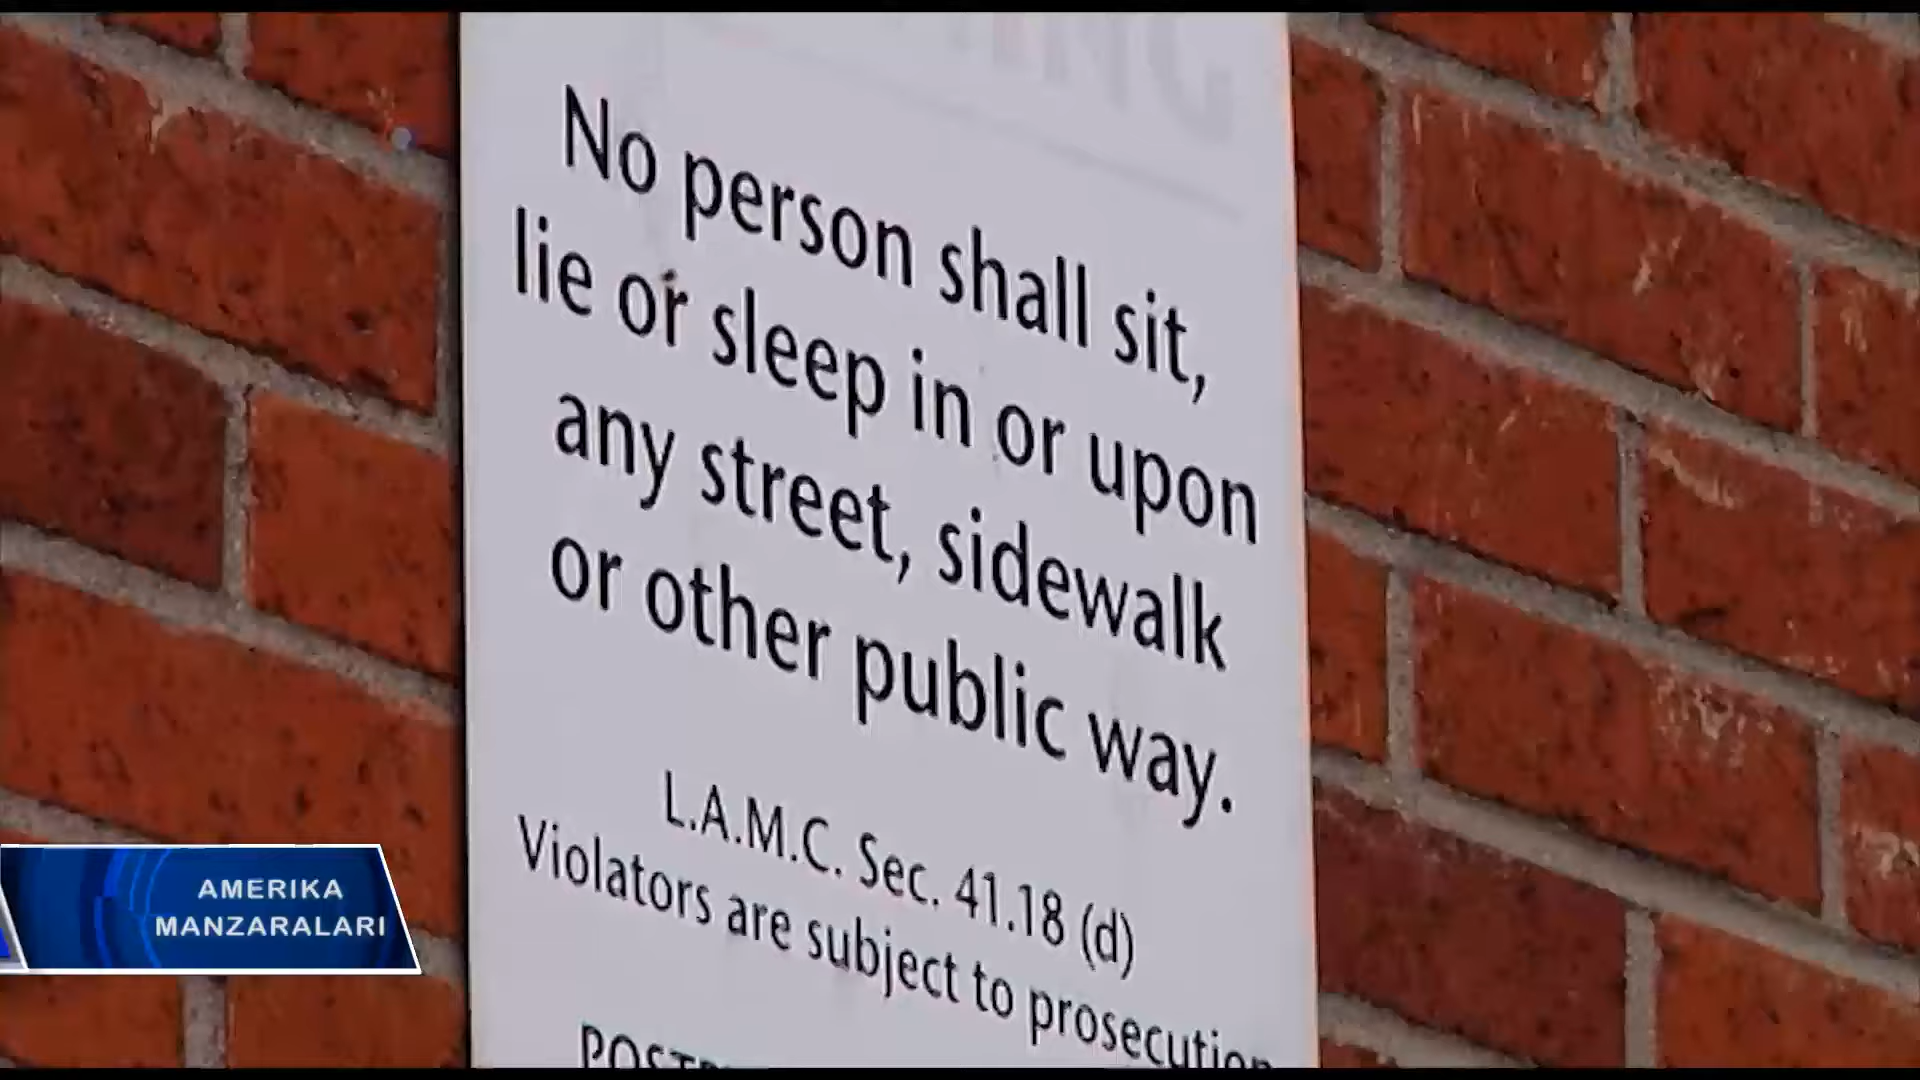 No person shall sit,
lie or sleep in or upon
any street, sidewalk
or other public way.
L.A.M.C. Sec. 41.18 (d)
Violators are subject to prosecution
AMERIKA
MANZARALARI